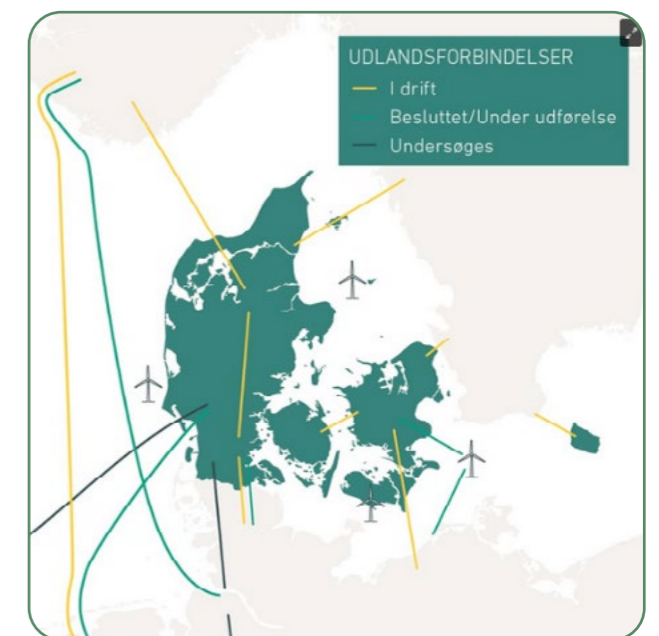 UDLANDSFORBINDELSER
I drift
Besluttet/Under udførelse
Undersøges